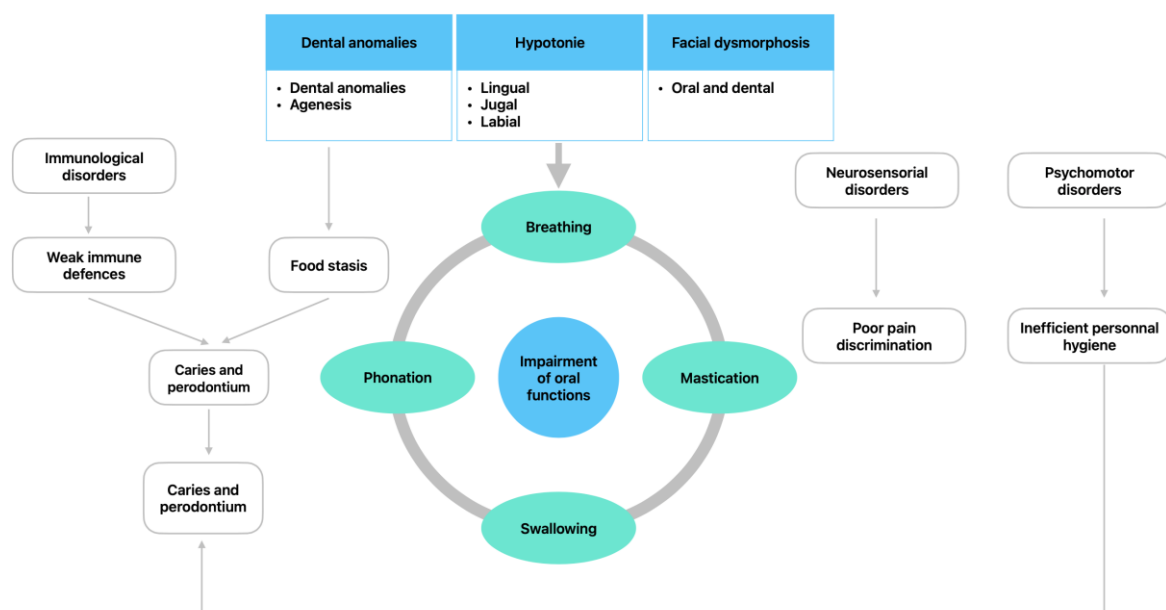 Dental anomalies
Hypotonie
Facial dysmorphosis
• Dental anomalies
• Agenesis
• Lingual
• Jugal
• Labial
• Oral and dental
Immunological
disorders
Neurosensorial
disorders
Psychomotor
disorders
Breathing
Weak immune
defences
Food stasis
Poor pain
discrimination
Inefficient personnal
hygiene
Caries and
perodontium
Phonation
Impairment
of oral
functions
Mastication
Caries and
perodontium
Swallowing